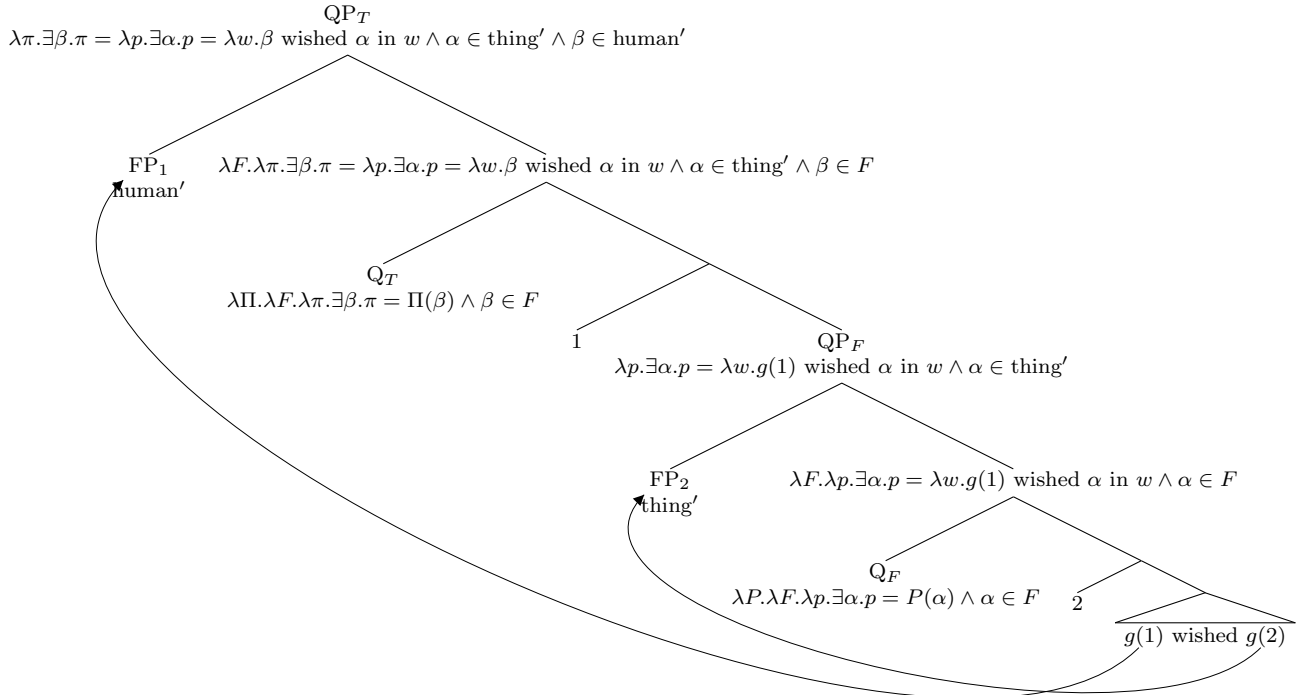 QP_T
λπ.∃β.π = λp.∃α.p = λw.β wished α in w ∧ α ∈ thing′ ∧ β ∈ human′
FP₁
human′
λF.λπ.∃β.π = λp.∃α.p = λw.β wished α in w ∧ α ∈ thing′ ∧ β ∈ F
Q_T
λΠ.λF.λπ.∃β.π = Π(β) ∧ β ∈ F
1
QP_F
λp.∃α.p = λw.g(1) wished α in w ∧ α ∈ thing′
FP₂
thing′
λF.λp.∃α.p = λw.g(1) wished α in w ∧ α ∈ F
Q_F
λP.λF.λp.∃α.p = P(α) ∧ α ∈ F
2
g(1) wished g(2)